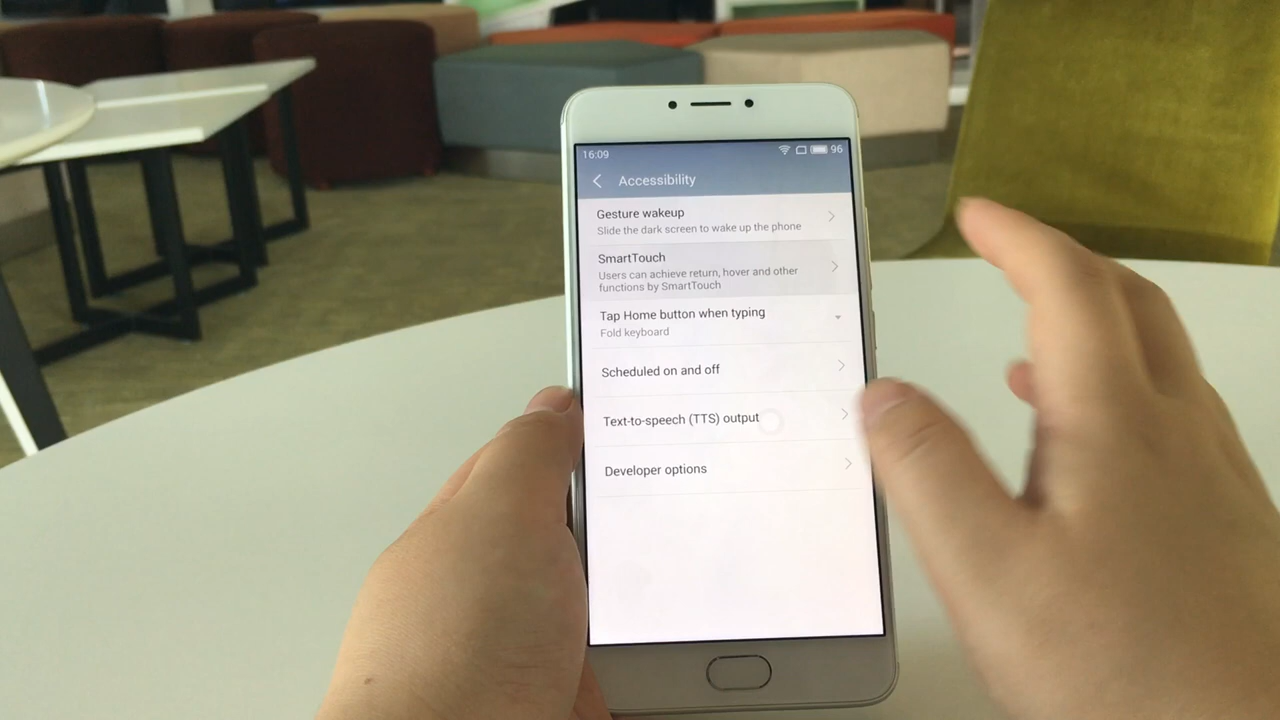 16:09 96
Accessibility
Gesture wakeup
Slide the dark screen to wake up the phone
SmartTouch
Users can achieve return, hover and other
functions by SmartTouch
Tap Home button when typing
Fold keyboard
Scheduled on and off
Text-to-speech (TTS) output
Developer options